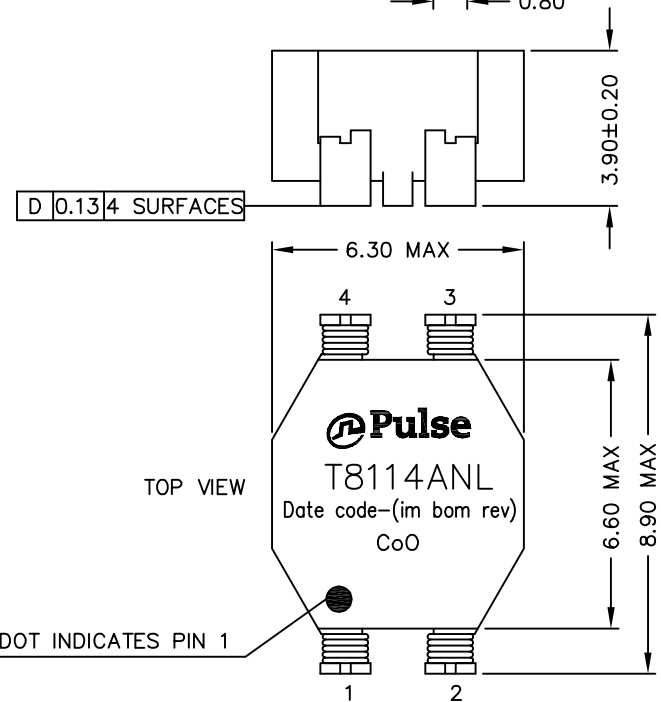 0.80
3.90±0.20
D 0.13 4 SURFACES
6.30 MAX
4 3
Pulse
T8114ANL
TOP VIEW
Date code-(im bom rev)
CoO
6.60 MAX
8.90 MAX
DOT INDICATES PIN 1
1 2